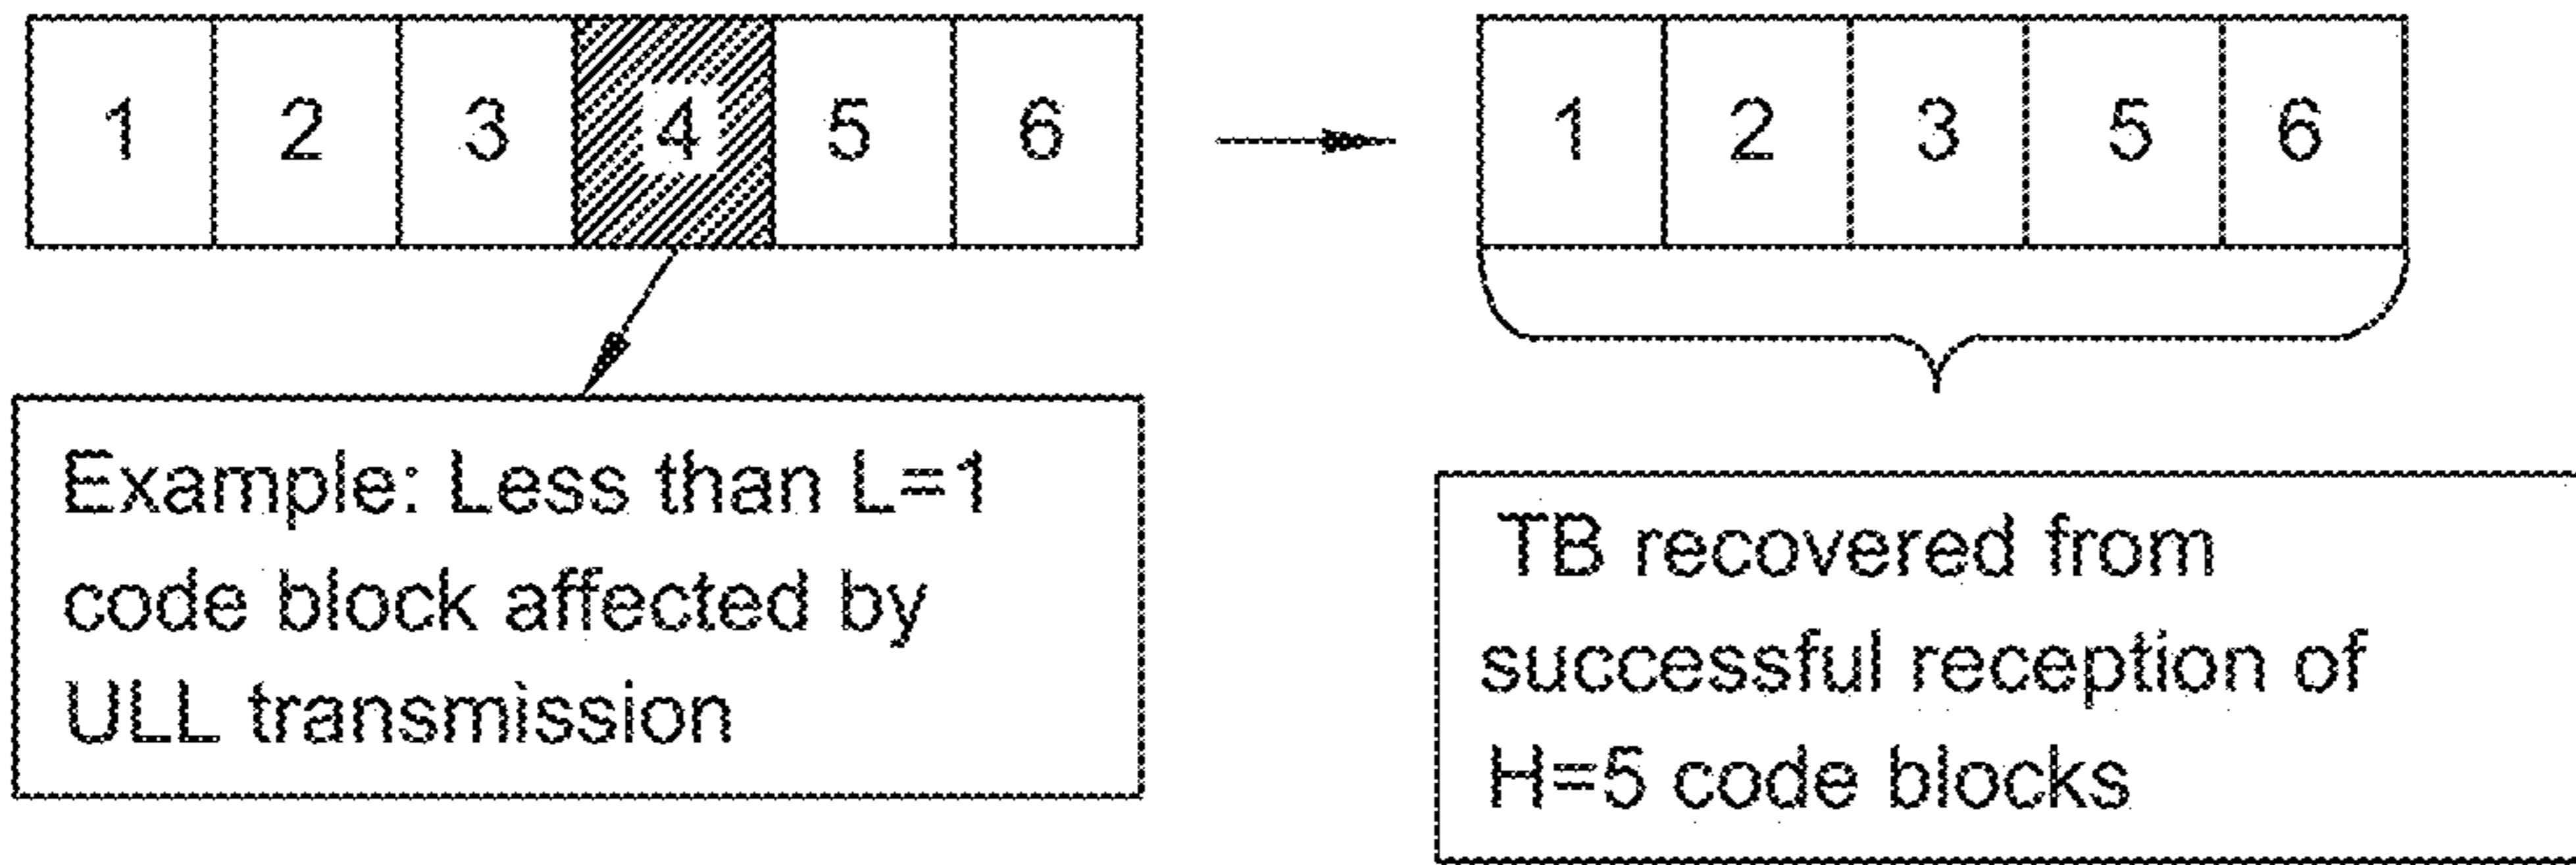 1 2 3 4 5 6
1 2 3 5 6
Example: Less than L=1
code block affected by
ULL transmission
TB recovered from
successful reception of
H=5 code blocks